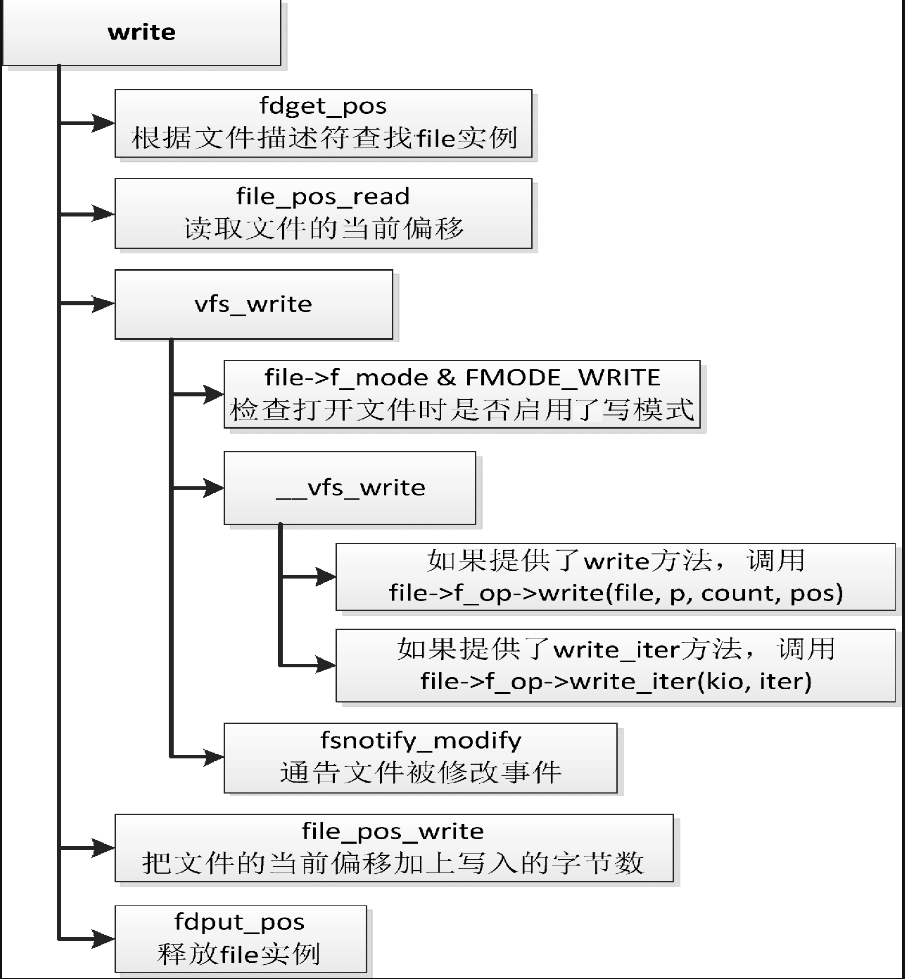 write
fdget_pos
根据文件描述符查找file实例
file_pos_read
读取文件的当前偏移
vfs_write
file->f_mode & FMODE_WRITE
检查打开文件时是否启用了写模式
__vfs_write
如果提供了write方法，调用
file->f_op->write(file, p, count, pos)
如果提供了write_iter方法，调用
file->f_op->write_iter(kio, iter)
fsnotify_modify
通告文件被修改事件
file_pos_write
把文件的当前偏移加上写入的字节数
fdput_pos
释放file实例